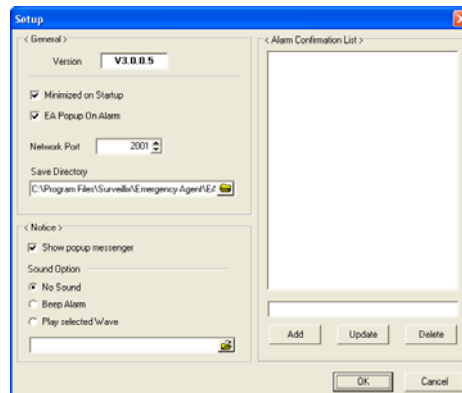 Setup
< General >
Version V3.0.0.5
Minimized on Startup
EA Popup On Alarm
Network Port 2001
Save Directory
C:\Program Files\Surveillix\Emergency Agent\EA
< Notice >
Show popup messenger
Sound Option
No Sound
Beep Alarm
Play selected Wave
< Alarm Confirmation List >
Add Update Delete
OK Cancel